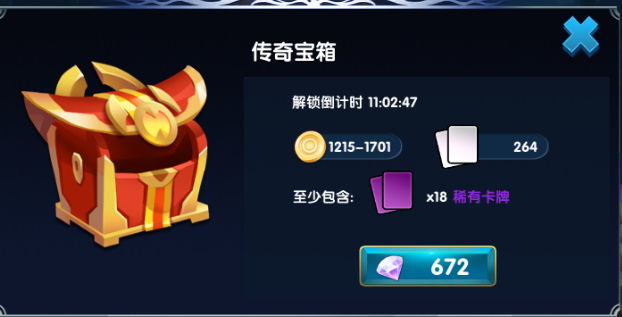 传奇宝箱
解锁倒计时 11:02:47
1215-1701 264
至少包含: x18 稀有卡牌
672